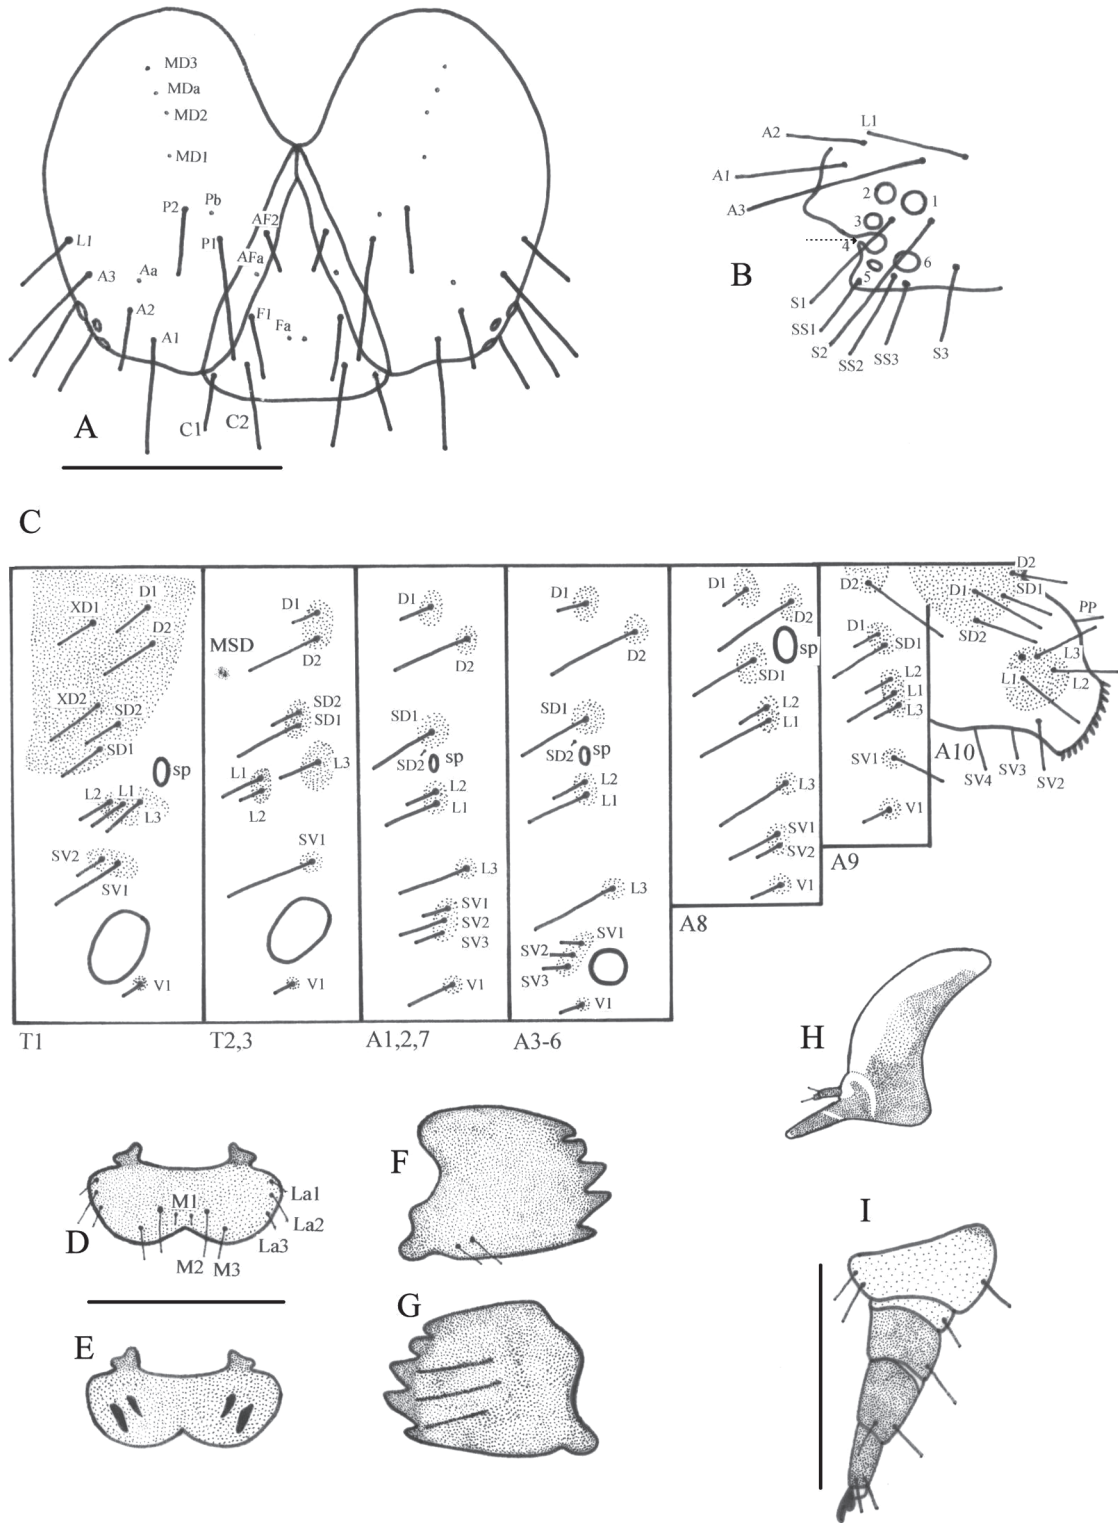 MD3
MDa
MD2
MD1
P2
Pb
AF2
P1
L1
AFa
A3
Aa
A2
F1
Fa
A1
C1
C2
A
L1
A2
A1
2
1
A3
3
4
6
5
B
S1
SS1
S2
SS2
SS3
S3
C
XD1
D1
D2
XD2
SD2
SD1
sp
L2
L1
L3
SV2
SV1
V1
T1
MSD
D1
D2
SD2
SD1
L1
L3
L2
SV1
V1
T2,3
D1
D2
SD1
SD2
sp
L2
L1
L3
SV1
SV2
SV3
V1
A1,2,7
D1
D2
SD1
SD2
sp
L2
L1
L3
SV1
SV2
SV3
V1
A3-6
D1
D2
sp
SD1
L2
L1
L3
SV1
SV2
V1
A8
D2
D1
SD1
L2
L1
L3
SV1
V1
A9
D2
D1
SD1
PP
SD2
L3
L1
L2
A10
SV4
SV3
SV2
H
F
D
M1
La1
La2
La3
M2
M3
I
E
G